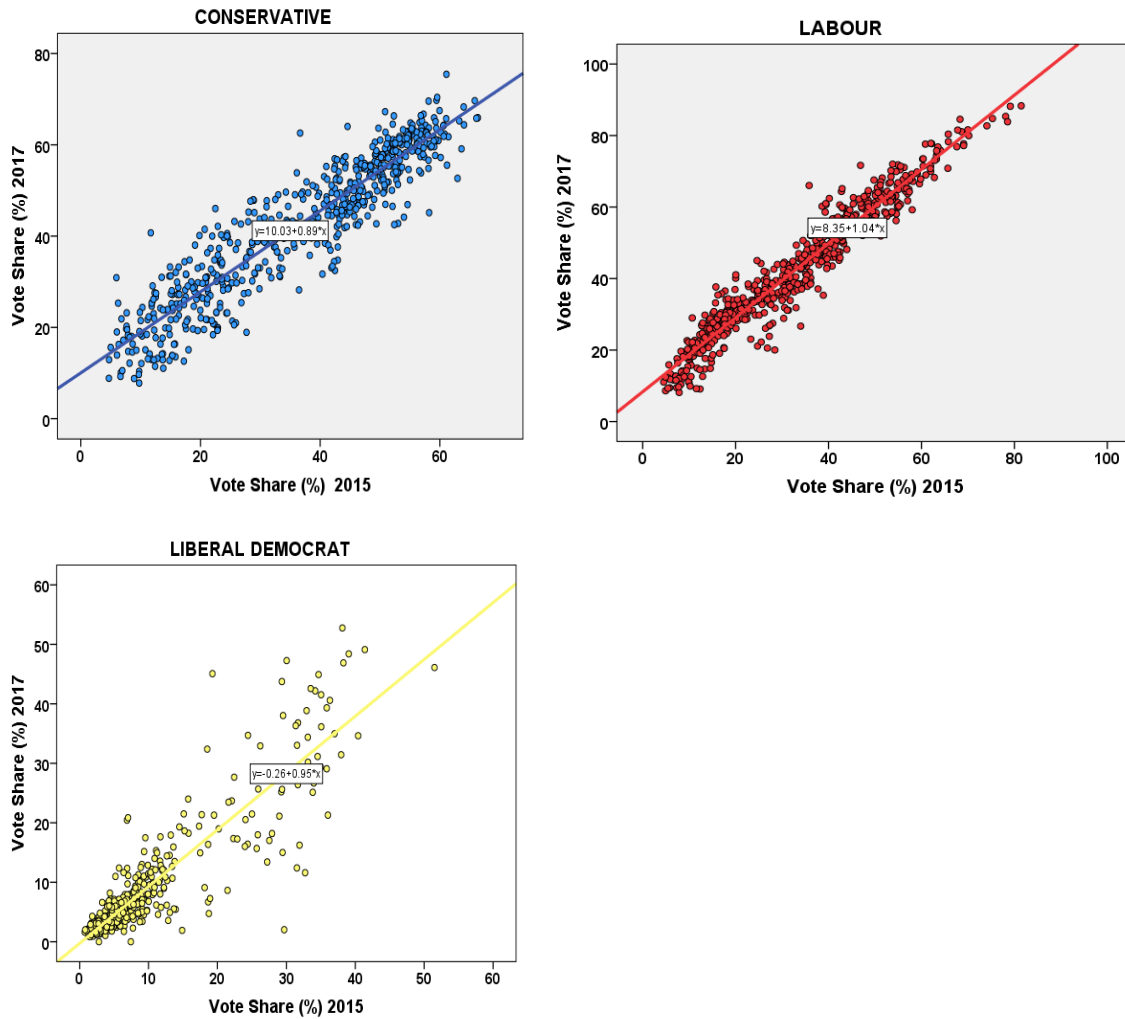 CONSERVATIVE
80
60
40
20
0
Vote Share (%) 2017
y=10.03+0.89*x
0 20 40 60
Vote Share (%) 2015
LABOUR
100
80
60
40
20
0
Vote Share (%) 2017
y=8.35+1.04*x
0 20 40 60 80 100
Vote Share (%) 2015
LIBERAL DEMOCRAT
60
50
40
30
20
10
0
Vote Share (%) 2017
y=-0.26+0.95*x
0 10 20 30 40 50 60
Vote Share (%) 2015